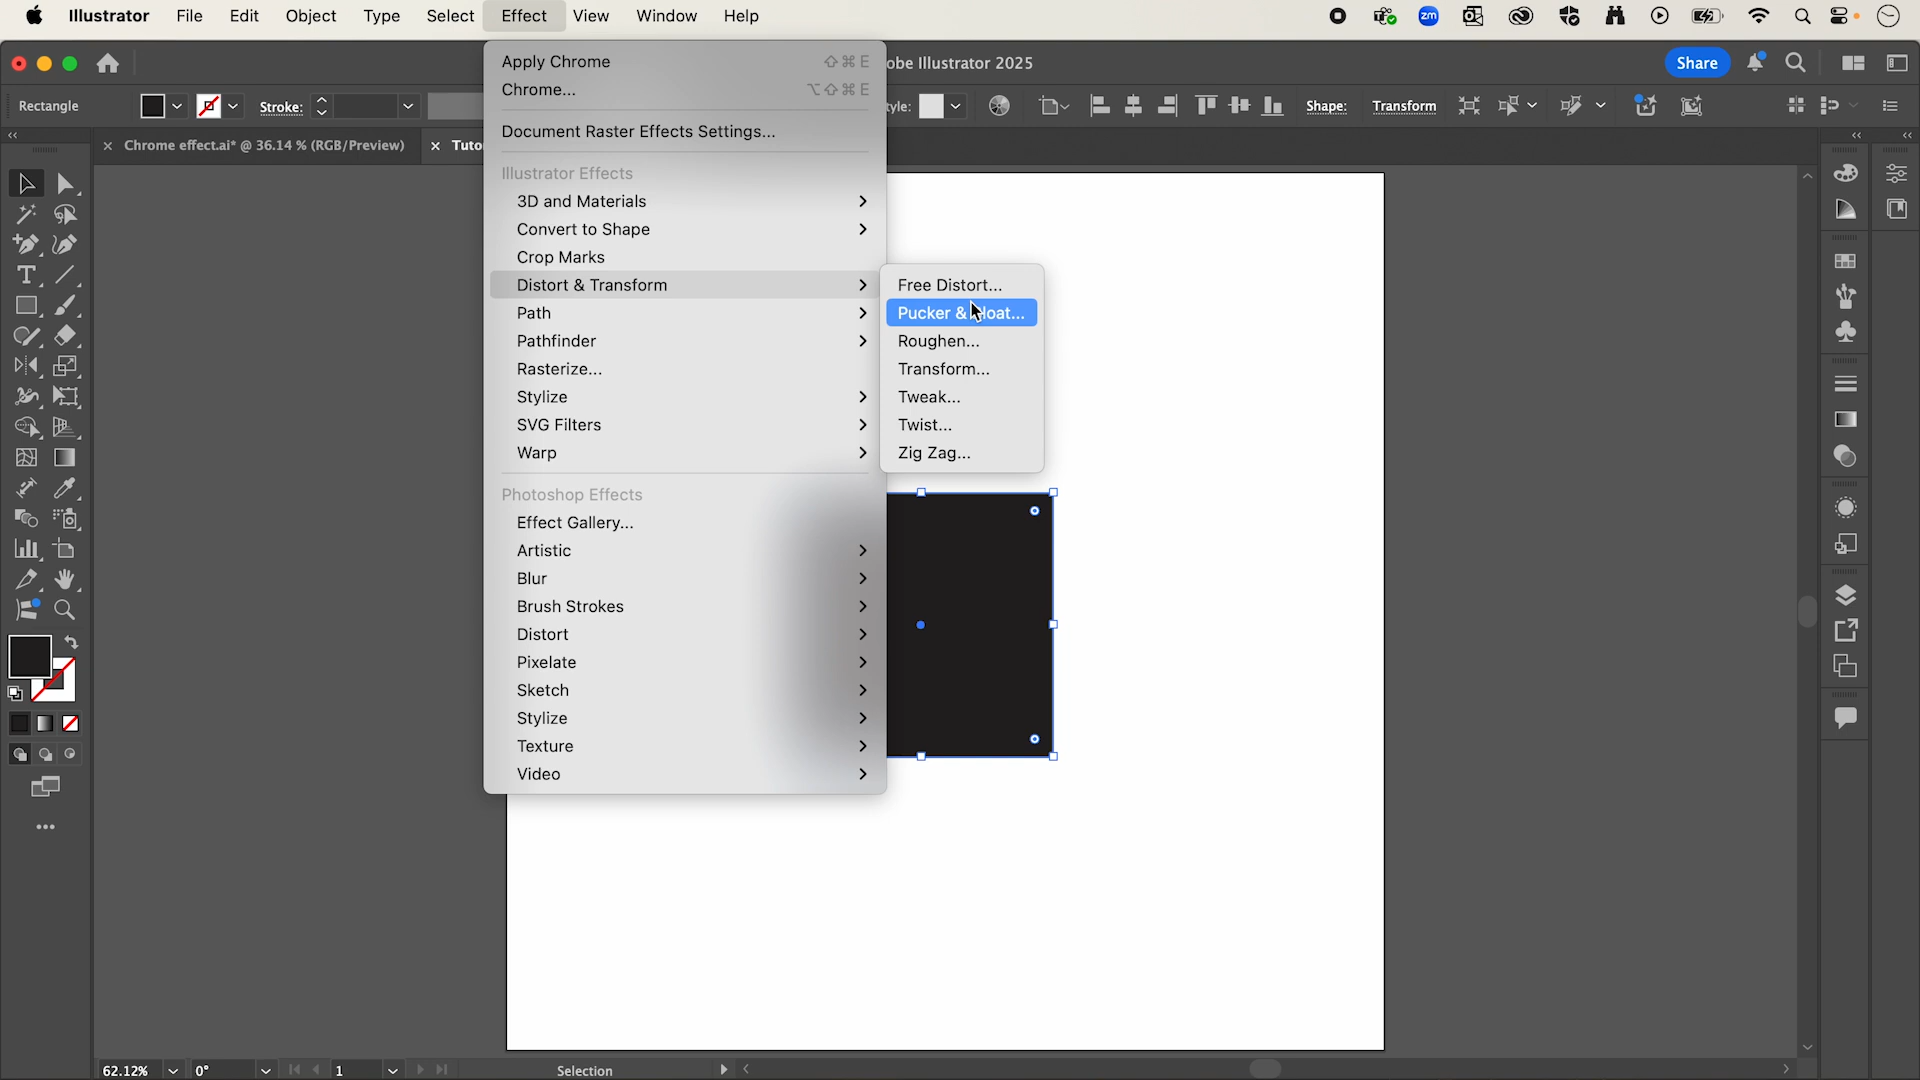 Illustrator File Edit Object Type Select Effect View Window Help
zm
obe Illustrator 2025
Share
Rectangle
Stroke:
yle:
Shape:
Transform
× Chrome effect.ai* @ 36.14 % (RGB/Preview)
× Tuto
Apply Chrome ⇧⌘E
Chrome... ⌥⇧⌘E
Document Raster Effects Settings...
Illustrator Effects
3D and Materials
Convert to Shape
Crop Marks
Distort & Transform
Path
Pathfinder
Rasterize...
Stylize
SVG Filters
Warp
Photoshop Effects
Effect Gallery...
Artistic
Blur
Brush Strokes
Distort
Pixelate
Sketch
Stylize
Texture
Video
Free Distort...
Pucker & loat...
Roughen...
Transform...
Tweak...
Twist...
Zig Zag...
62.12%
0°
1
Selection